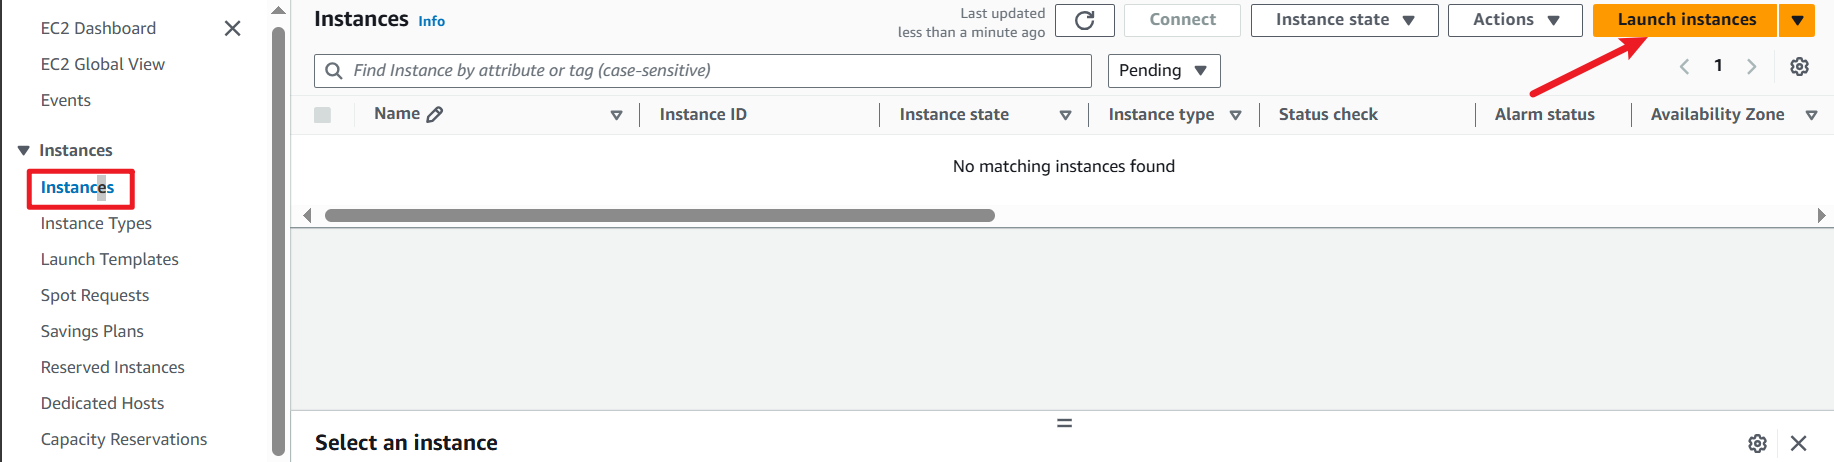 EC2 Dashboard
EC2 Global View
Events
Instances
Instances
Instance Types
Launch Templates
Spot Requests
Savings Plans
Reserved Instances
Dedicated Hosts
Capacity Reservations
Instances Info
Last updated
less than a minute ago
Connect
Instance state
Actions
Launch instances
Find Instance by attribute or tag (case-sensitive)
Pending
1
Name Instance ID Instance state Instance type Status check Alarm status Availability Zone
No matching instances found
Select an instance